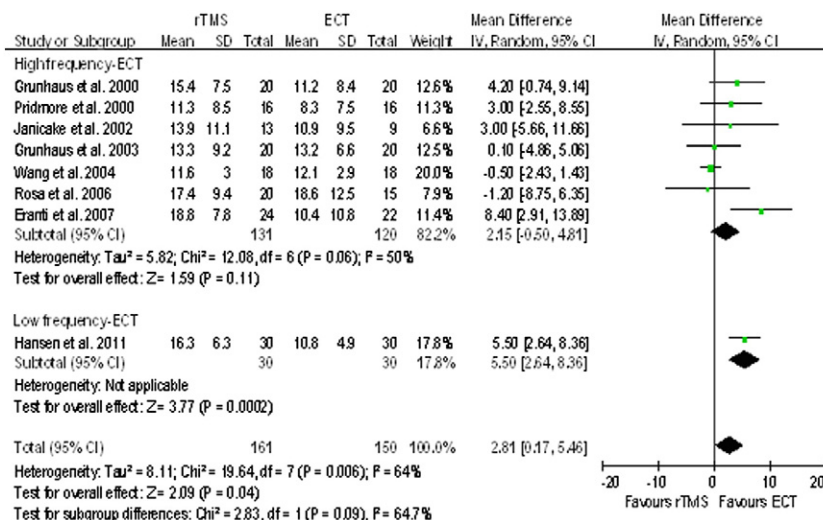 rTMS ECT Mean Difference Mean Difference
Study or Subgroup Mean SD Total Mean SD Total Weight IV, Random, 95% CI IV, Random, 95% CI
High frequency-ECT
Grunhaus et al. 2000 15.4 7.5 20 11.2 8.4 20 12.6% 4.20 [-0.74, 9.14]
Pridmore et al. 2000 11.3 8.5 16 8.3 7.5 16 11.3% 3.00 [-2.55, 8.55]
Janicake et al. 2002 13.9 11.1 13 10.9 9.5 9 6.6% 3.00 [-5.66, 11.66]
Grunhaus et al. 2003 13.3 9.2 20 13.2 6.6 20 12.5% 0.10 [-4.86, 5.06]
Wang et al. 2004 11.6 3 18 12.1 2.9 18 20.0% -0.50 [-2.43, 1.43]
Rosa et al. 2006 17.4 9.4 20 18.6 12.5 15 7.9% -1.20 [-8.75, 6.35]
Eranti et al. 2007 18.8 7.8 24 10.4 10.8 22 11.4% 8.40 [2.91, 13.89]
Subtotal (95% CI) 131 120 82.2% 2.15 [-0.50, 4.81]
Heterogeneity: Tau² = 5.82; Chi² = 12.08, df = 6 (P = 0.06); I² = 50%
Test for overall effect: Z = 1.59 (P = 0.11)
Low frequency-ECT
Hansen et al. 2011 16.3 6.3 30 10.8 4.9 30 17.8% 5.50 [2.64, 8.36]
Subtotal (95% CI) 30 30 17.8% 5.50 [2.64, 8.36]
Heterogeneity: Not applicable
Test for overall effect: Z = 3.77 (P = 0.0002)
Total (95% CI) 161 150 100.0% 2.81 [0.17, 5.46]
Heterogeneity: Tau² = 8.11; Chi² = 19.64, df = 7 (P = 0.006); I² = 64%
Test for overall effect: Z = 2.09 (P = 0.04)
Test for subgroup differences: Chi² = 2.83, df = 1 (P = 0.09), I² = 64.7%
-20 -10 0 10 20
Favours rTMS Favours ECT